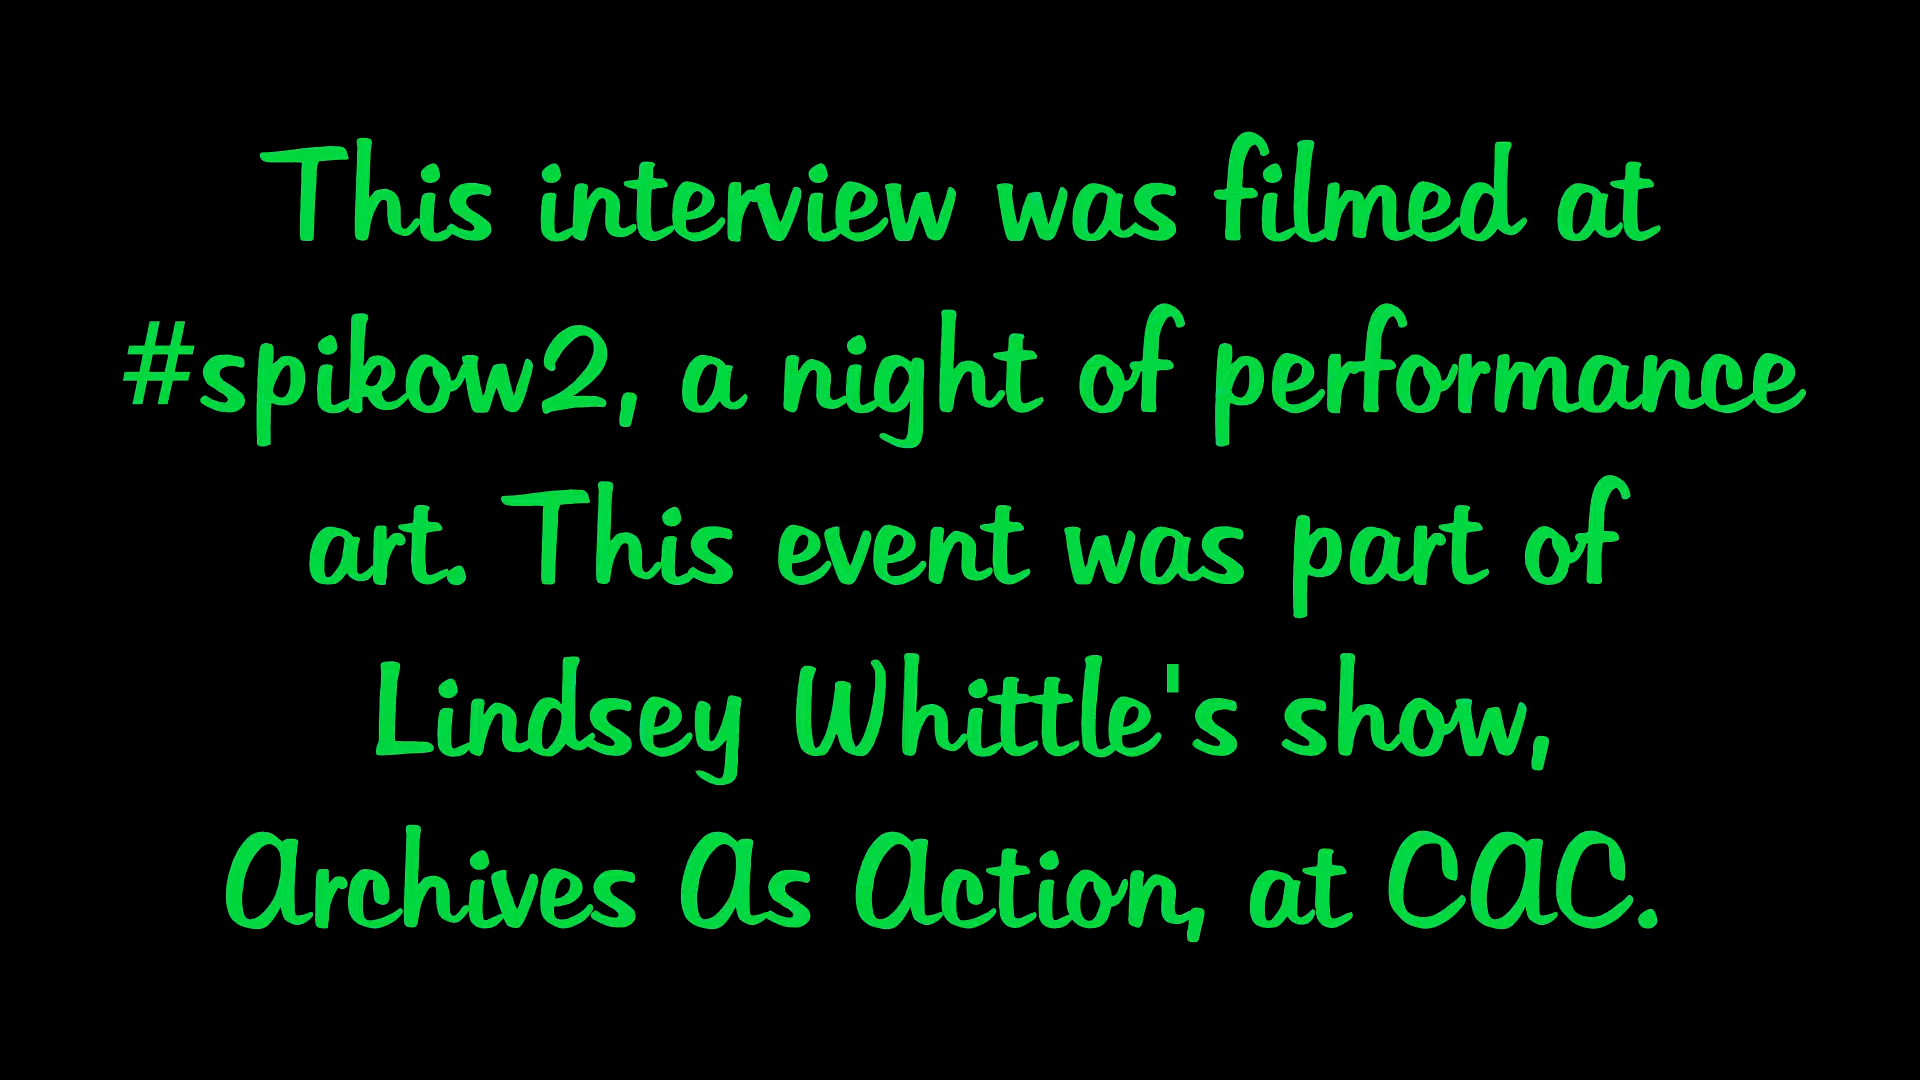 This interview was filmed at
#spikow2, a night of performance
art. This event was part of
Lindsey Whittle's show,
Archives As Action, at CAC.